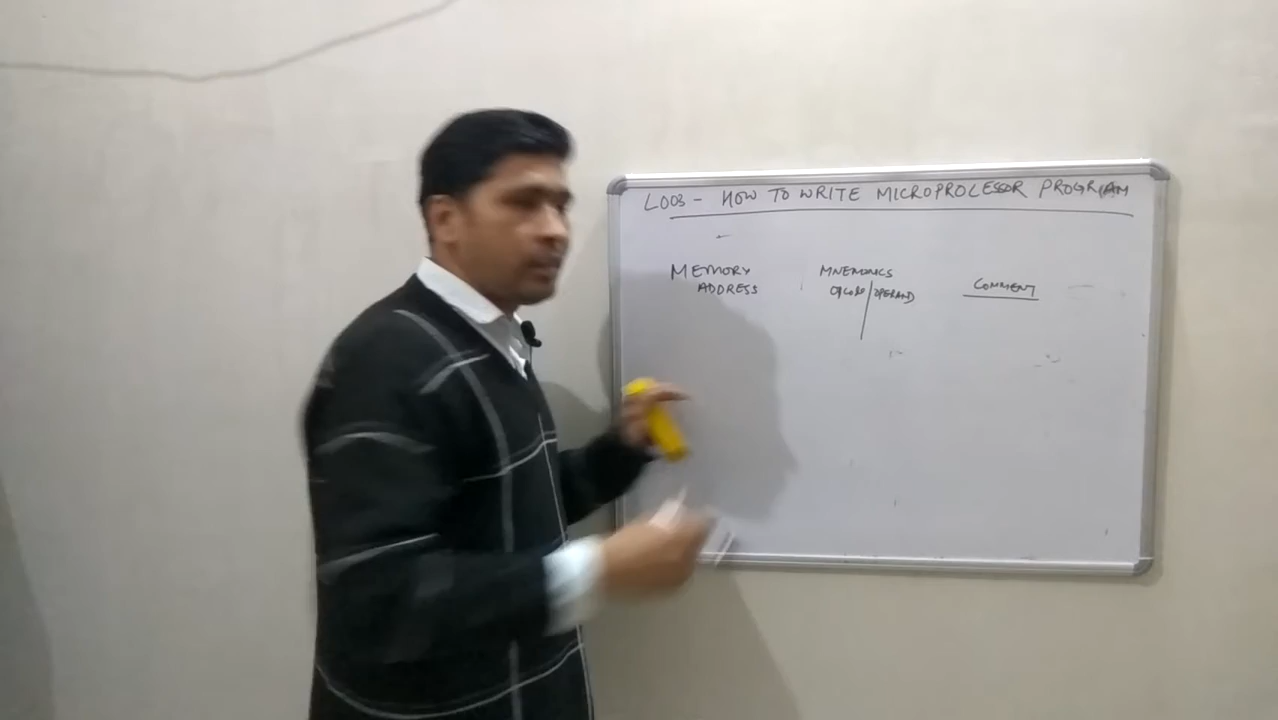 L003 - HOW TO WRITE MICROPROCESSOR PROGRAM
MEMORY
ADDRESS
MNEMONICS
OPCODE/OPERAND
COMMENT